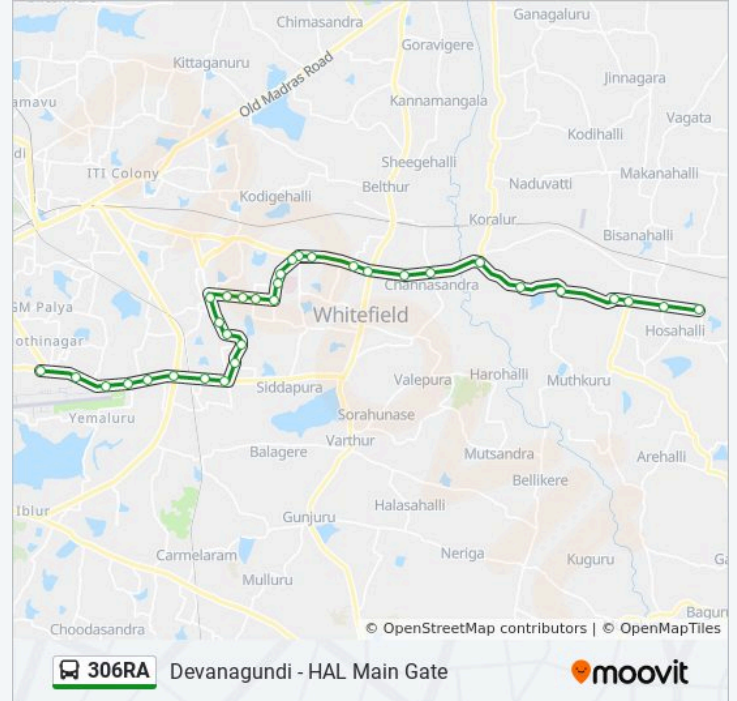 Ganagaluru
Chimasandra
Goravigere
Kittaganuru
Old Madras Road
Jinnagara
Kannamangala
amavu
Vagata
Kodihalli
di
ITI Colony
Sheegehalli
Makanahalli
Belthur
Naduvatti
Kodigehalli
Koralur
Bisanahalli
Channasandra
GM Palya
Whitefield
Hosahalli
othinagar
Harohalli
Valepura
Muthkuru
Siddapura
Sorahunase
Yemaluru
Varthur
Balagere
Mutsandra
Arehalli
Bellikere
Halasahalli
Iblur
Gunjuru
Carmelaram
Neriga
Kuguru
Ga
Mulluru
Bagur
Choodasandra
© OpenStreetMap contributors | © OpenMapTiles
306RA Devanagundi - HAL Main Gate
moovit